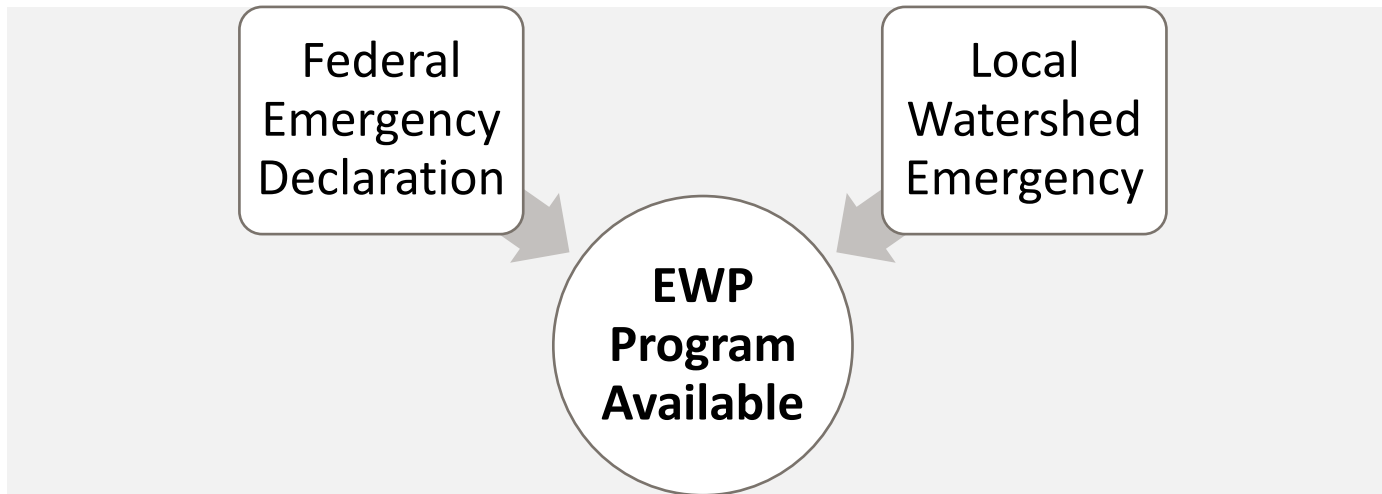 Federal
Emergency
Declaration
Local
Watershed
Emergency
EWP
Program
Available